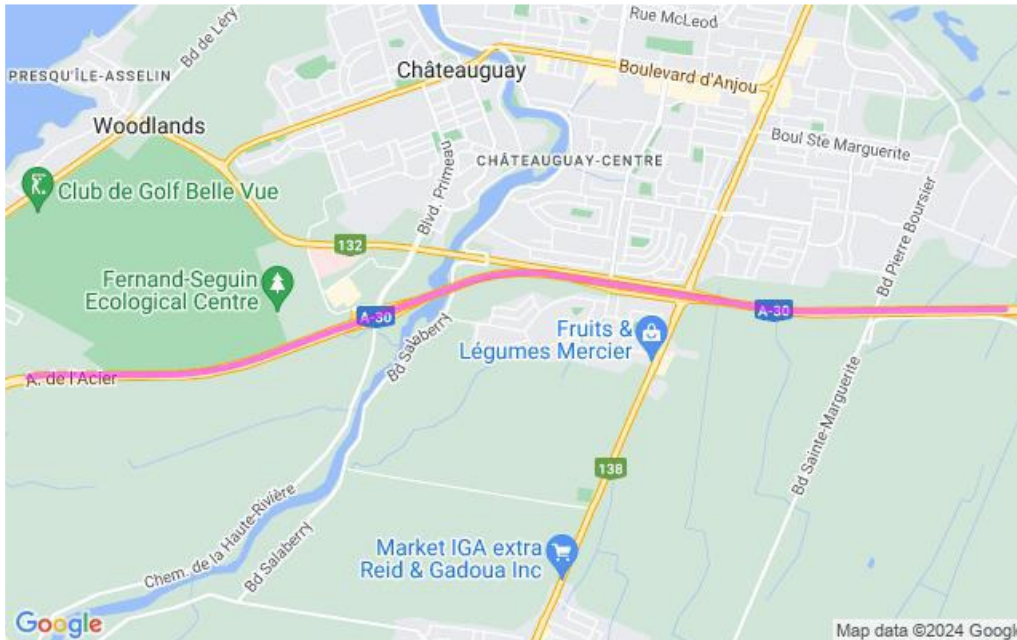 Rue McLeod
Bd de Léry
Châteauguay
Boulevard d'Anjou
PRESQU'ÎLE-ASSELIN
Woodlands
Boul Ste Marguerite
CHÂTEAUGUAY-CENTRE
Blvd. Primeau
Club de Golf Belle Vue
Bd Pierre Boursier
132
Fernand-Seguin
Ecological Centre
A-30
A-30
Fruits &
Légumes Mercier
Bd Salaberry
A. de l'Acier
Bd Sainte-Marguerite
138
Chem. de la Haute-Rivière
Bd Salaberry
Market IGA extra
Reid & Gadoua Inc
Google
Map data ©2024 Google